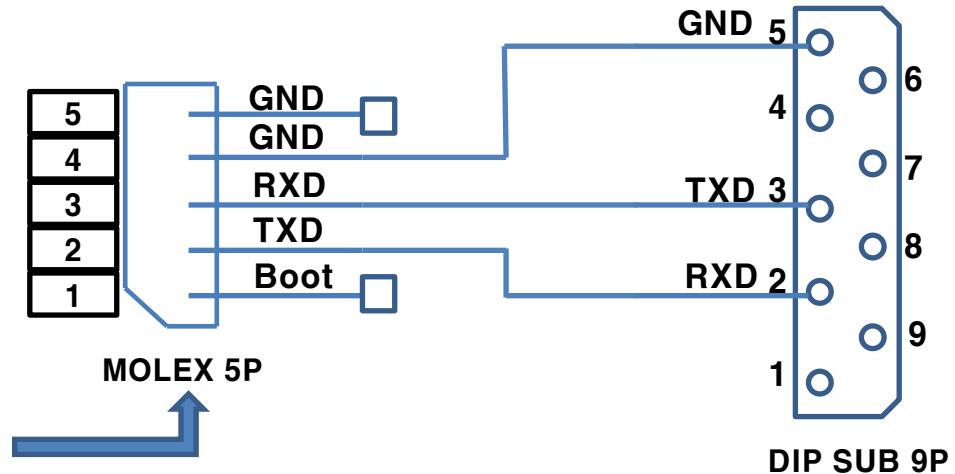 GND 5
6
4
5 GND
4 GND
7
3 RXD TXD 3
2 TXD
8
1 Boot RXD 2
9
1
MOLEX 5P
DIP SUB 9P